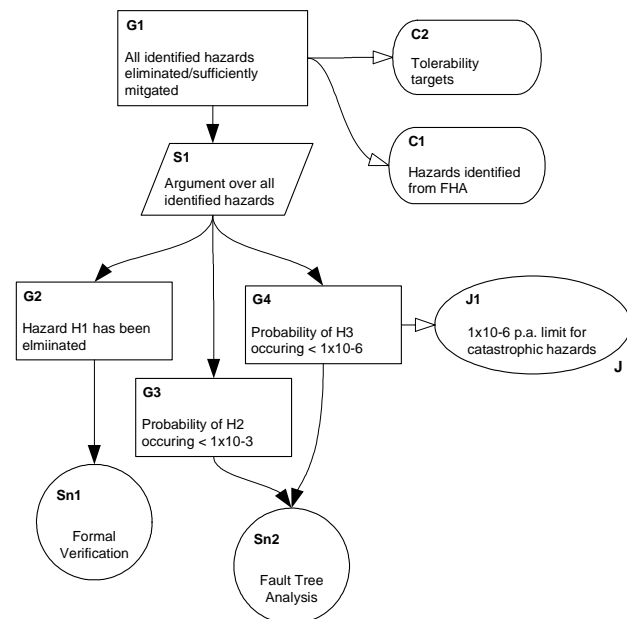 G1
All identified hazards
eliminated/sufficiently
mitgated
C2
Tolerability
targets
C1
Hazards identified
from FHA
S1
Argument over all
identified hazards
G2
Hazard H1 has been
elmiinated
G4
Probability of H3
occuring < 1x10-6
J1
1x10-6 p.a. limit for
catastrophic hazards
J
G3
Probability of H2
occuring < 1x10-3
Sn1
Formal
Verification
Sn2
Fault Tree
Analysis